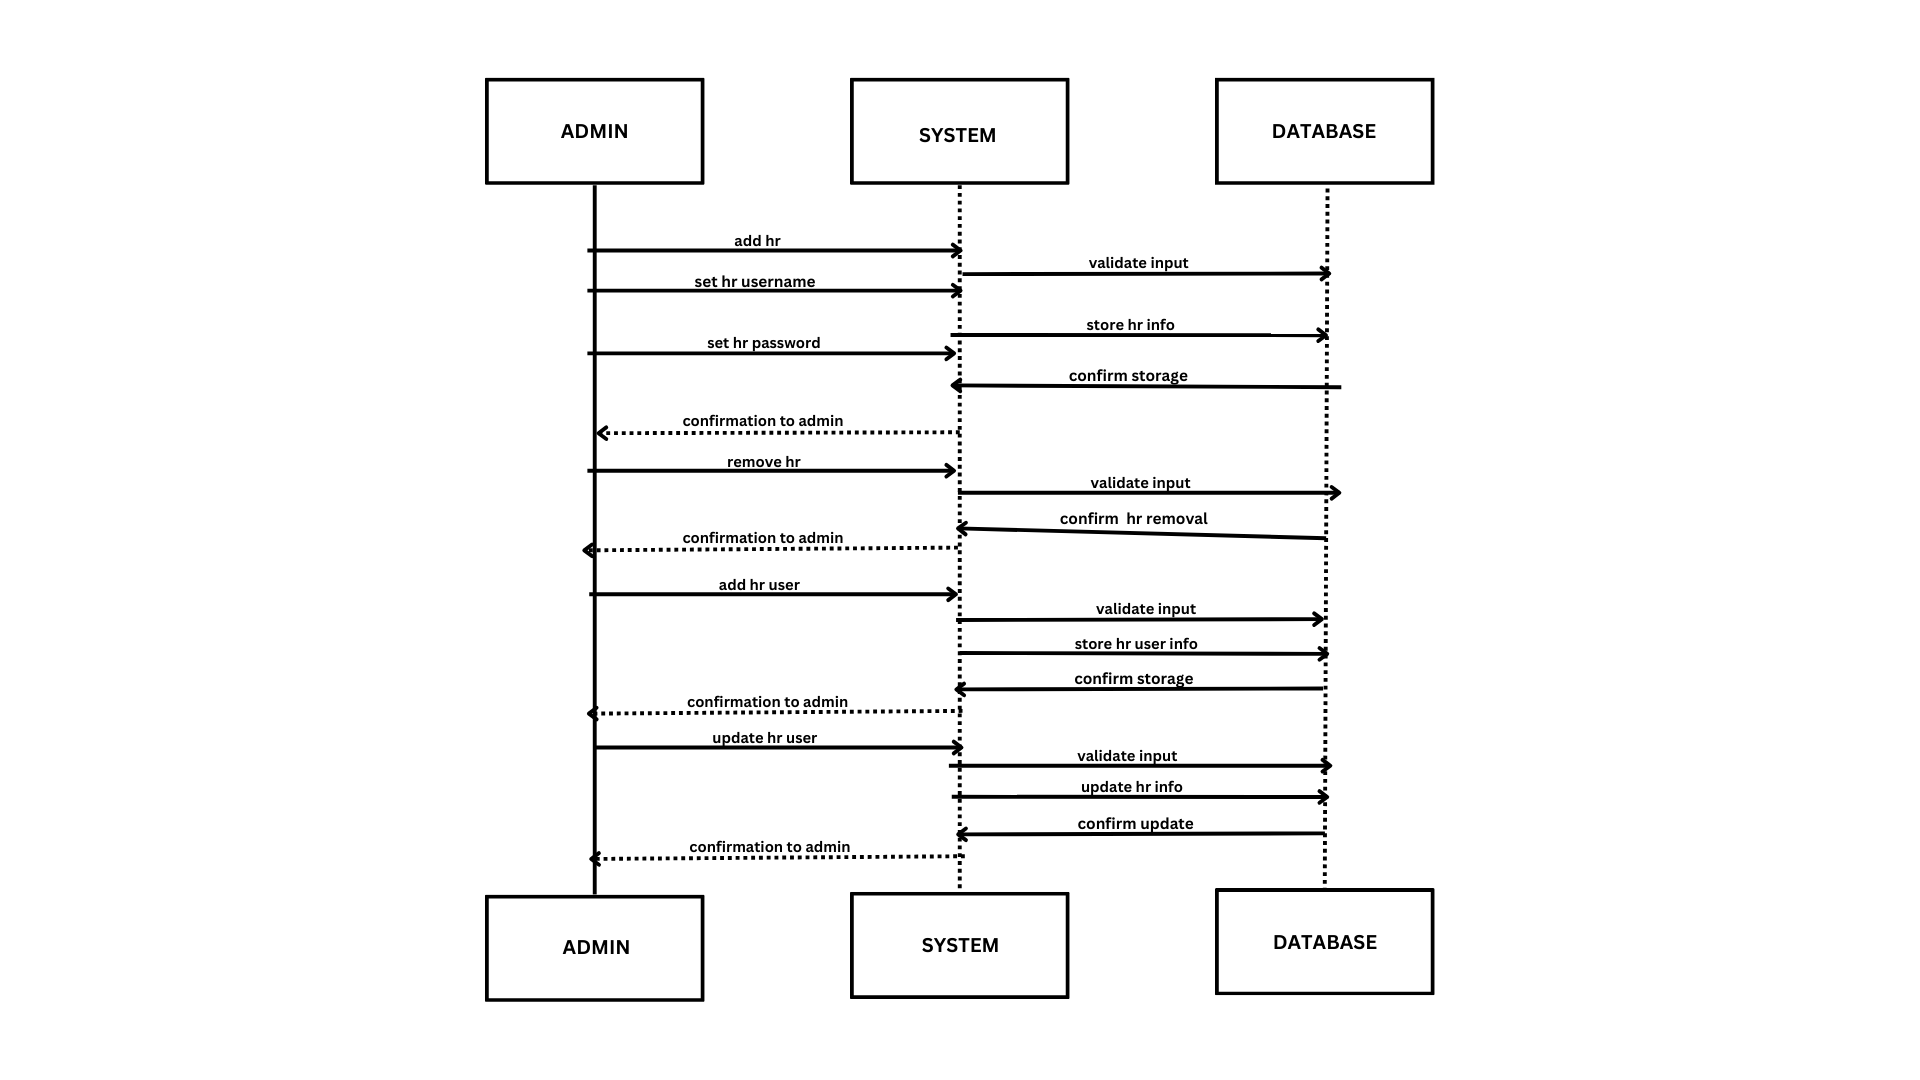 ADMIN
SYSTEM
DATABASE
add hr
validate input
set hr username
store hr info
set hr password
confirm storage
confirmation to admin
remove hr
validate input
confirm  hr removal
confirmation to admin
add hr user
validate input
store hr user info
confirm storage
confirmation to admin
update hr user
validate input
update hr info
confirm update
confirmation to admin
ADMIN
SYSTEM
DATABASE